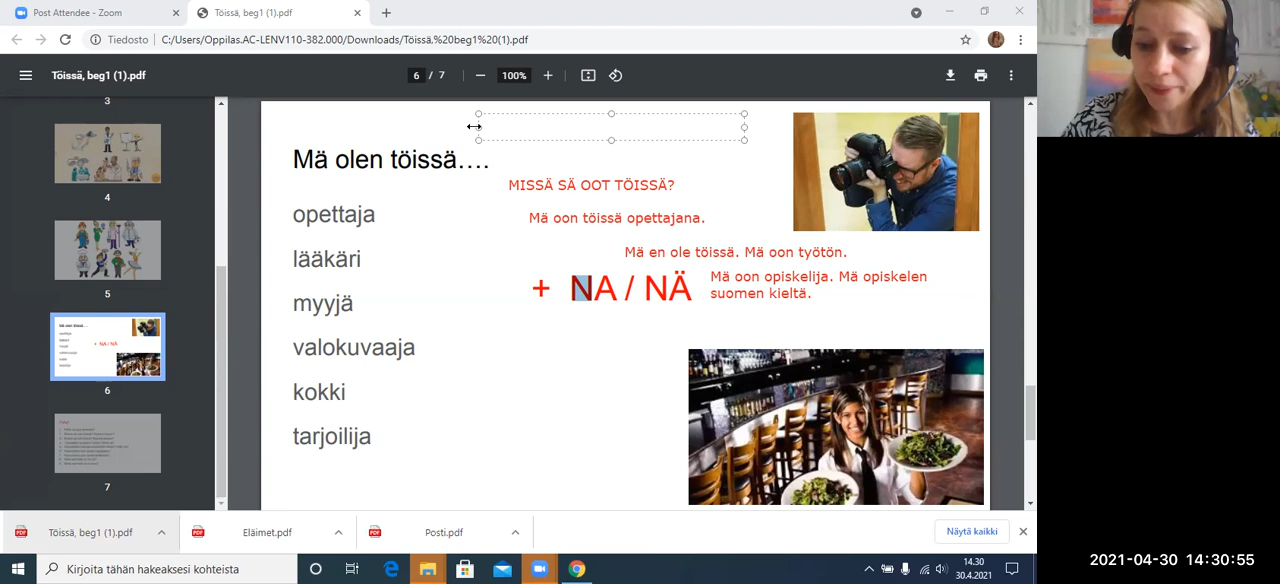 Post Attendee - Zoom
Töissä, beg1 (1).pdf
Tiedosto
C:/Users/Oppilas.AC-LENV110-382.000/Downloads/Töissä,%20beg1%20(1).pdf
Töissä, beg1 (1).pdf
6 / 7
100%
3
4
5
6
7
Mä olen töissä....
MISSÄ SÄ OOT TÖISSÄ?
opettaja
Mä oon töissä opettajana.
lääkäri
Mä en ole töissä. Mä oon työtön.
+ NA / NÄ
Mä oon opiskelija. Mä opiskelen
suomen kieltä.
myyjä
valokuvaaja
kokki
tarjoilija
Töissä, beg1 (1).pdf
Eläimet.pdf
Posti.pdf
Näytä kaikki
Kirjoita tähän hakeaksesi kohteista
14.30
30.4.2021
2021-04-30 14:30:55